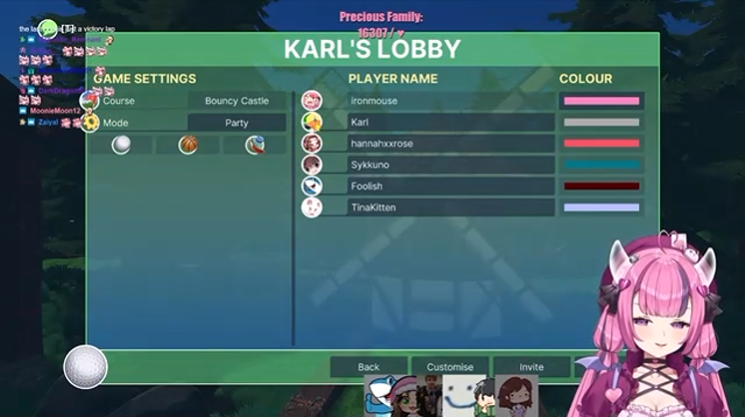 Precious Family:
16307 / ♥
KARL'S LOBBY
GAME SETTINGS
Course
Bouncy Castle
Mode
Party
PLAYER NAME
COLOUR
ironmouse
Karl
hannahxxrose
Sykkuno
Foolish
TinaKitten
MoonieMoon12
Zaiyal
Back
Customise
Invite